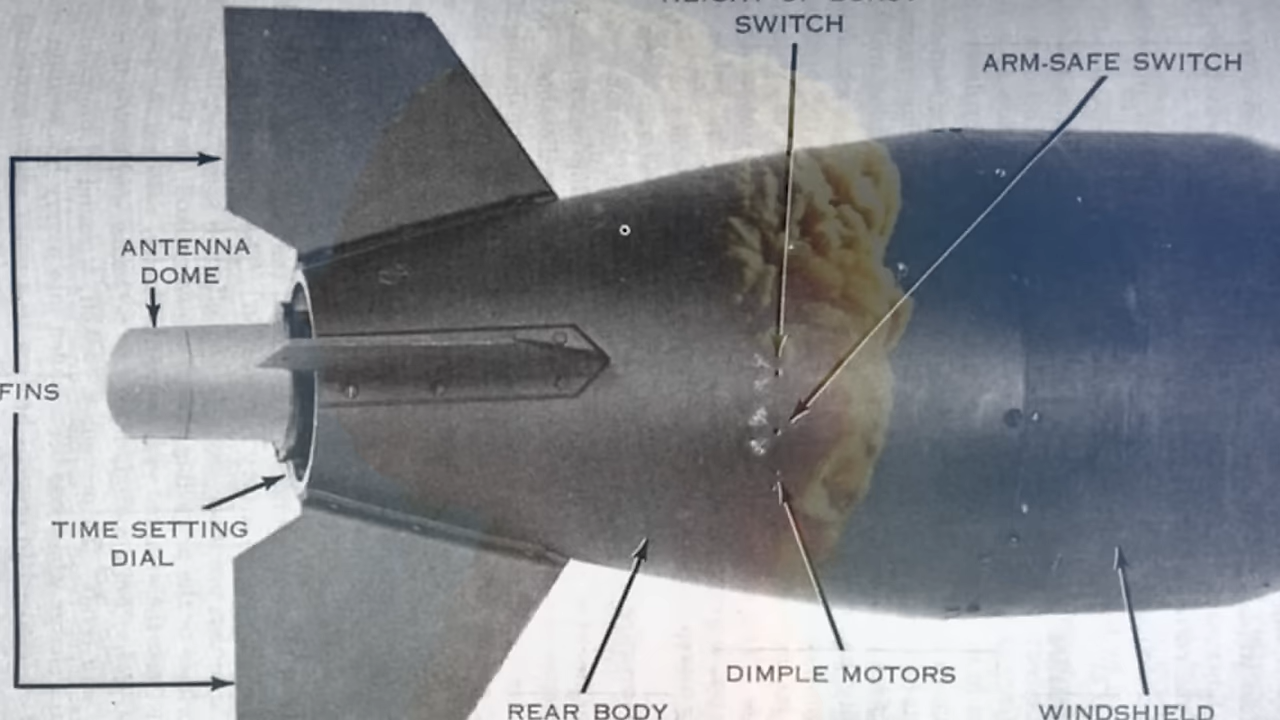 SWITCH
ARM-SAFE SWITCH
ANTENNA
DOME
FINS
TIME SETTING
DIAL
DIMPLE MOTORS
REAR BODY
WINDSHIELD